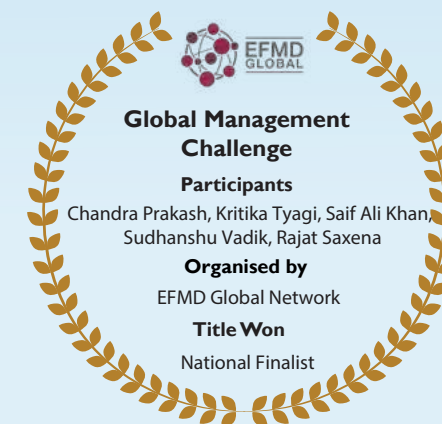 EFMD
GLOBAL
Global Management
Challenge
Participants
Chandra Prakash, Kritika Tyagi, Saif Ali Khan,
Sudhanshu Vadik, Rajat Saxena
Organised by
EFMD Global Network
Title Won
National Finalist